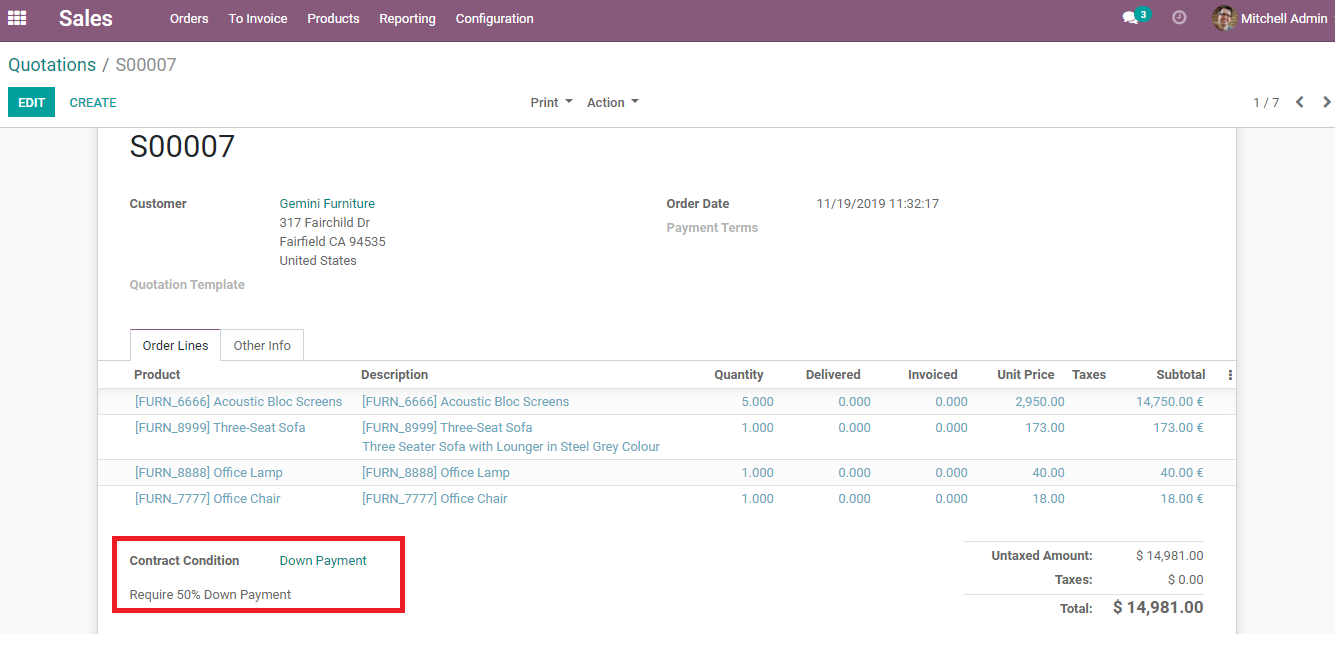 Sales Orders To Invoice Products Reporting Configuration 3 Mitchell Admin
Quotations / S00007
EDIT CREATE Print Action 1 / 7
S00007
Customer Gemini Furniture Order Date 11/19/2019 11:32:17
317 Fairchild Dr
Payment Terms
Fairfield CA 94535
United States
Quotation Template
Order Lines Other Info
Product Description Quantity Delivered Invoiced Unit Price Taxes Subtotal
[FURN_6666] Acoustic Bloc Screens [FURN_6666] Acoustic Bloc Screens 5.000 0.000 0.000 2,950.00 14,750.00 €
[FURN_8999] Three-Seat Sofa [FURN_8999] Three-Seat Sofa 1.000 0.000 0.000 173.00 173.00 €
Three Seater Sofa with Lounger in Steel Grey Colour
[FURN_8888] Office Lamp [FURN_8888] Office Lamp 1.000 0.000 0.000 40.00 40.00 €
[FURN_7777] Office Chair [FURN_7777] Office Chair 1.000 0.000 0.000 18.00 18.00 €
Contract Condition Down Payment
Require 50% Down Payment
Untaxed Amount: $ 14,981.00
Taxes: $ 0.00
Total: $ 14,981.00